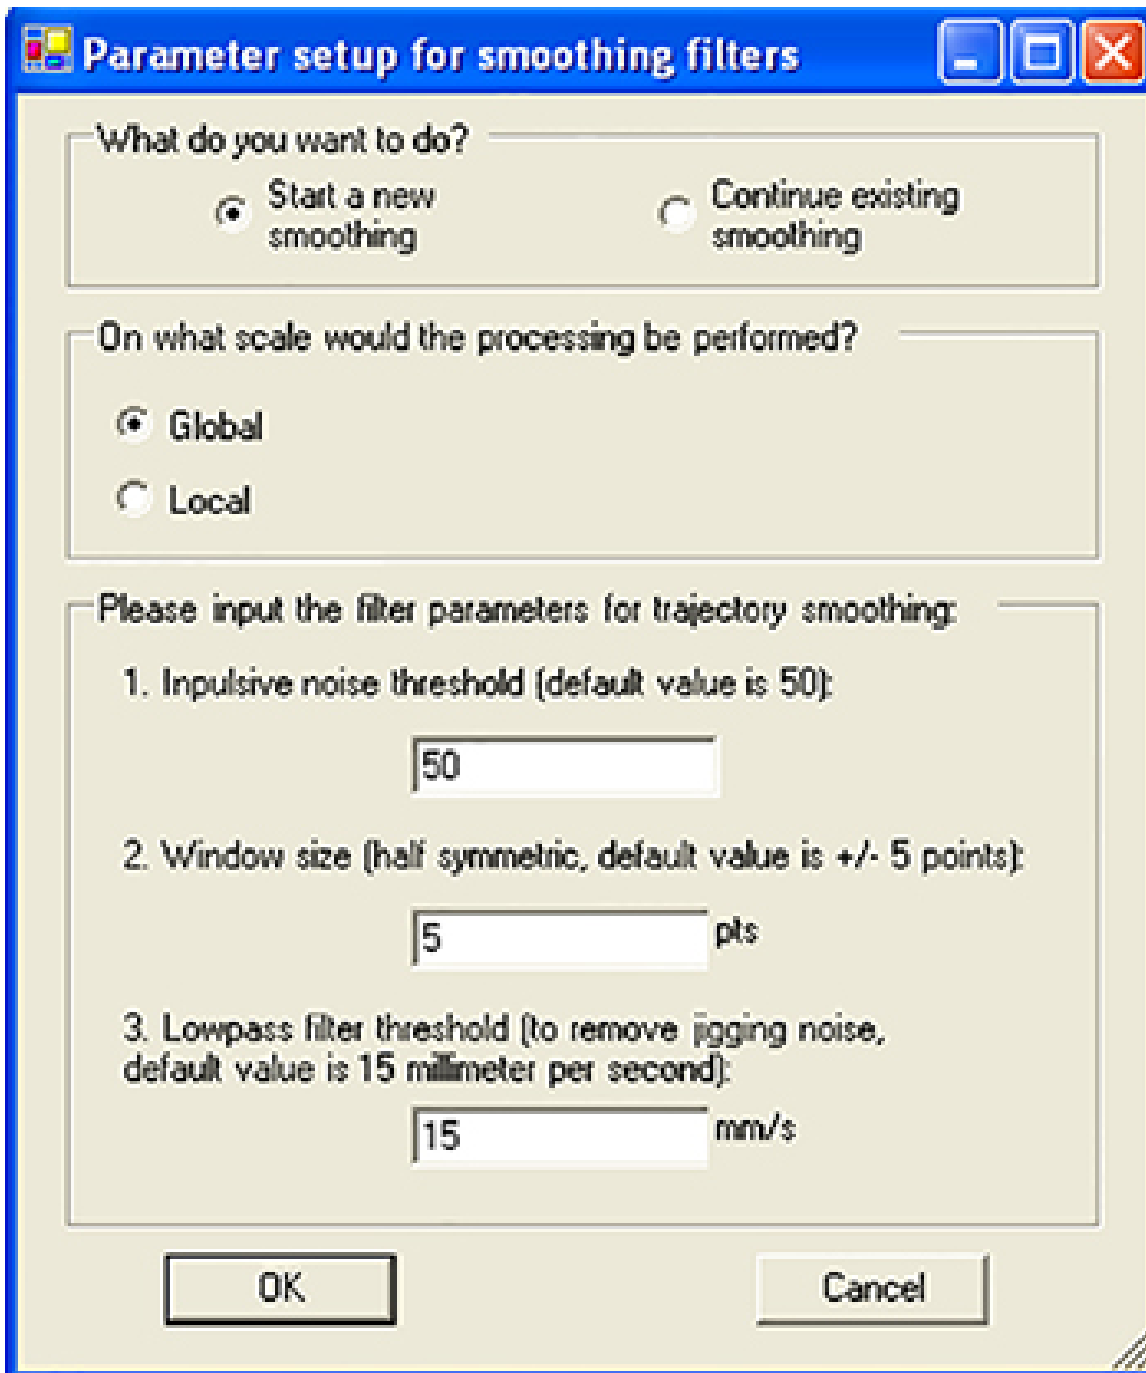 Parameter setup for smoothing filters
What do you want to do?
Start a new
smoothing
Continue existing
smoothing
On what scale would the processing be performed?
Global
Local
Please input the filter parameters for trajectory smoothing:
1. Inpulsive noise threshold (default value is 50):
50
2. Window size (half symmetric, default value is +/- 5 points):
5 pts
3. Lowpass filter threshold (to remove jigging noise,
default value is 15 millimeter per second):
15 mm/s
OK
Cancel